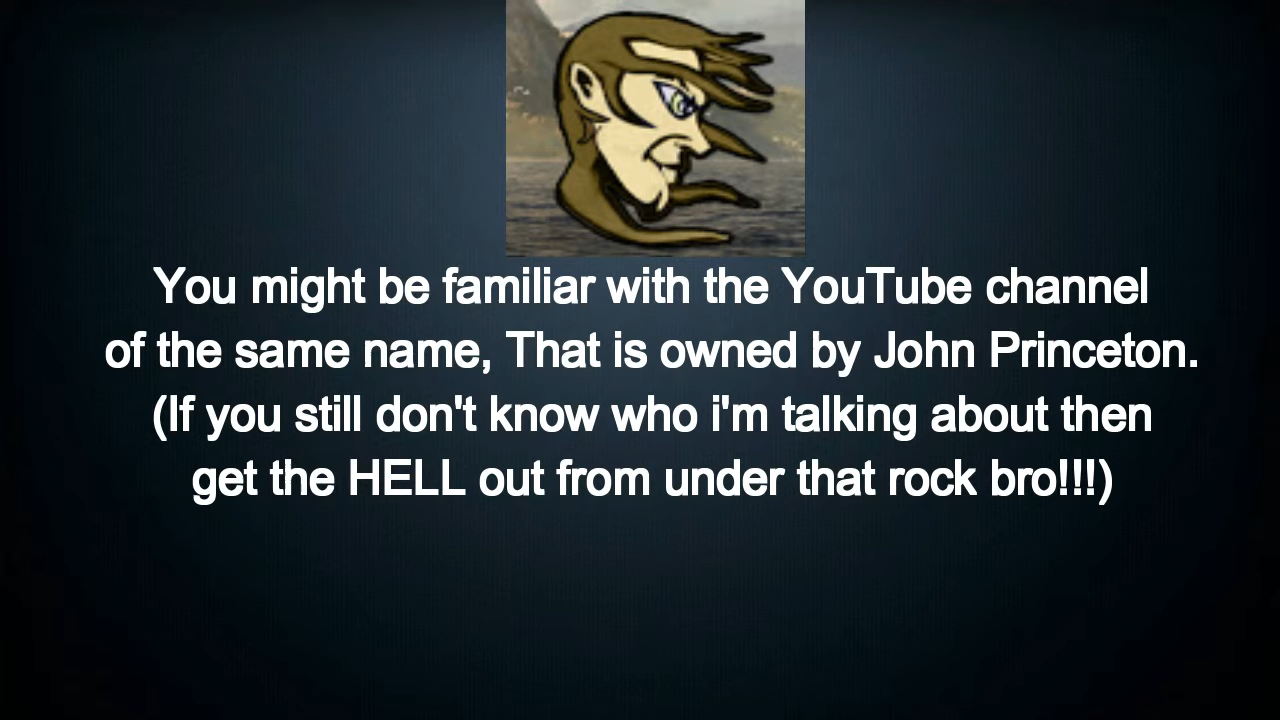 You might be familiar with the YouTube channel
of the same name, That is owned by John Princeton.
(If you still don't know who i'm talking about then
get the HELL out from under that rock bro!!!)